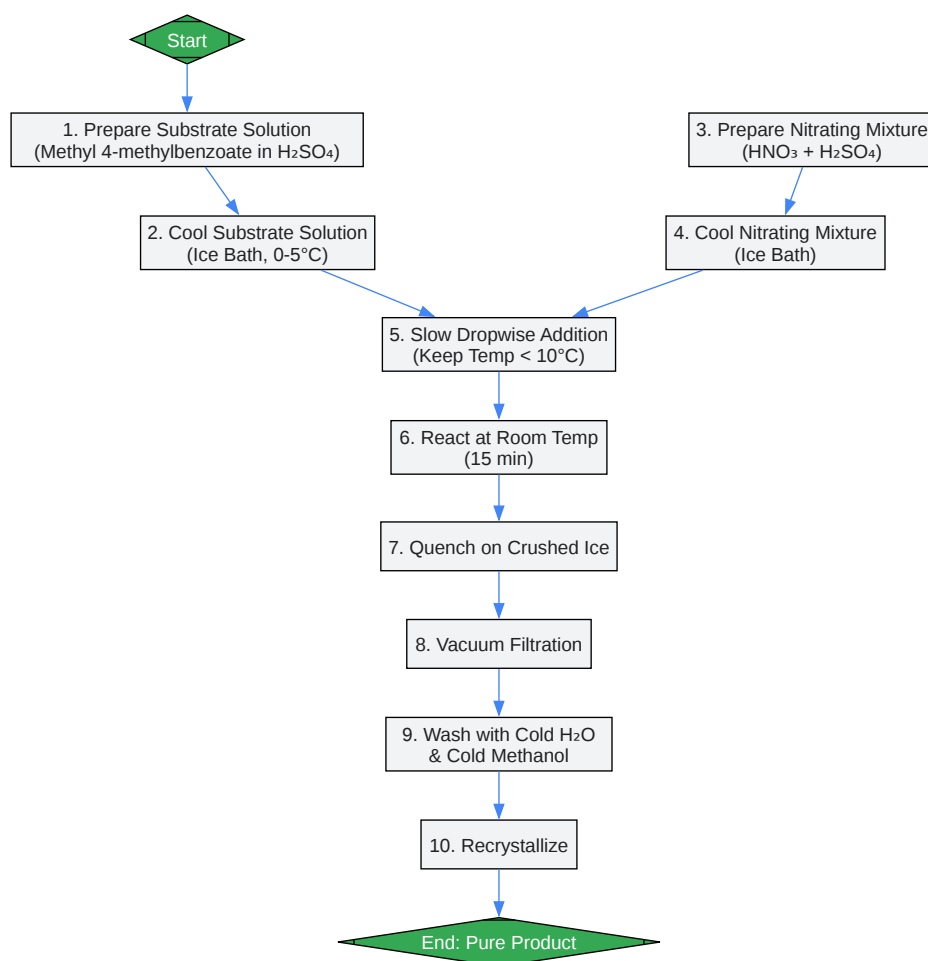 Start
1. Prepare Substrate Solution
(Methyl 4-methylbenzoate in H₂SO₄)
3. Prepare Nitrating Mixture
(HNO₃ + H₂SO₄)
2. Cool Substrate Solution
(Ice Bath, 0-5°C)
4. Cool Nitrating Mixture
(Ice Bath)
5. Slow Dropwise Addition
(Keep Temp < 10°C)
6. React at Room Temp
(15 min)
7. Quench on Crushed Ice
8. Vacuum Filtration
9. Wash with Cold H₂O
& Cold Methanol
10. Recrystallize
End: Pure Product